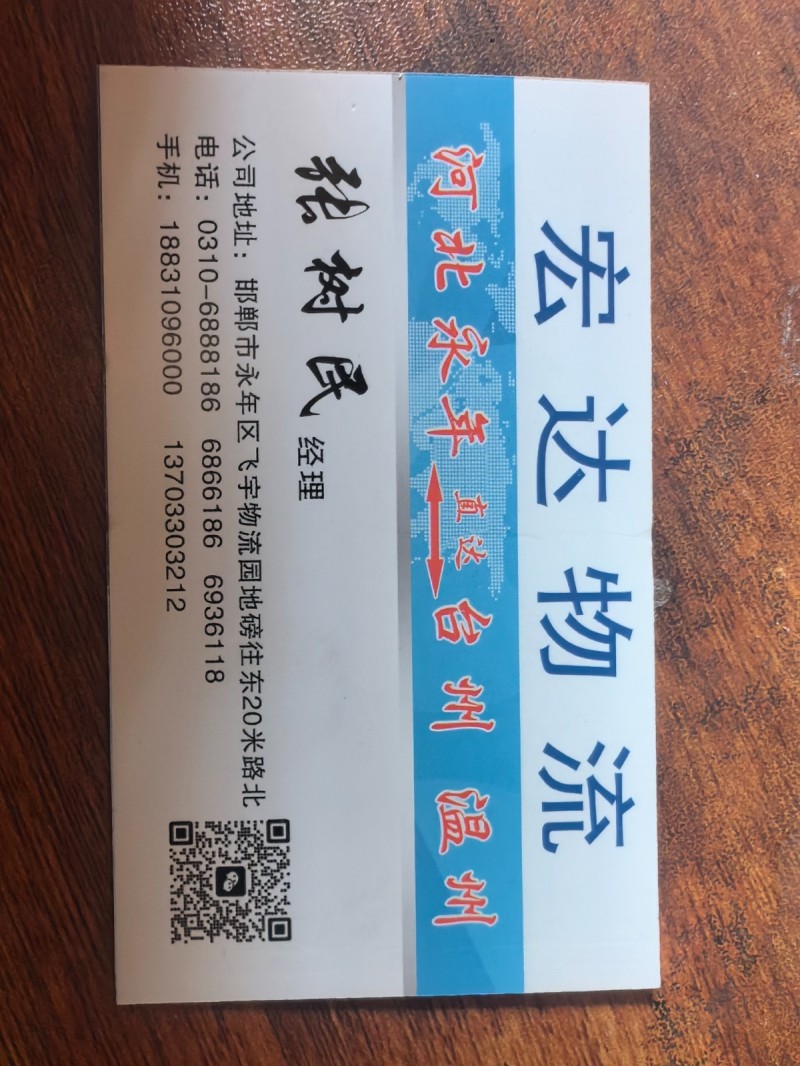 宏达物流
河北永年 直达 台州 温州
张树民 经理
公司地址：邯郸市永年区飞宇物流园地磅往东20米路北
电话：0310-6888186 6866186 6936118
手机：18831096000 13703303212